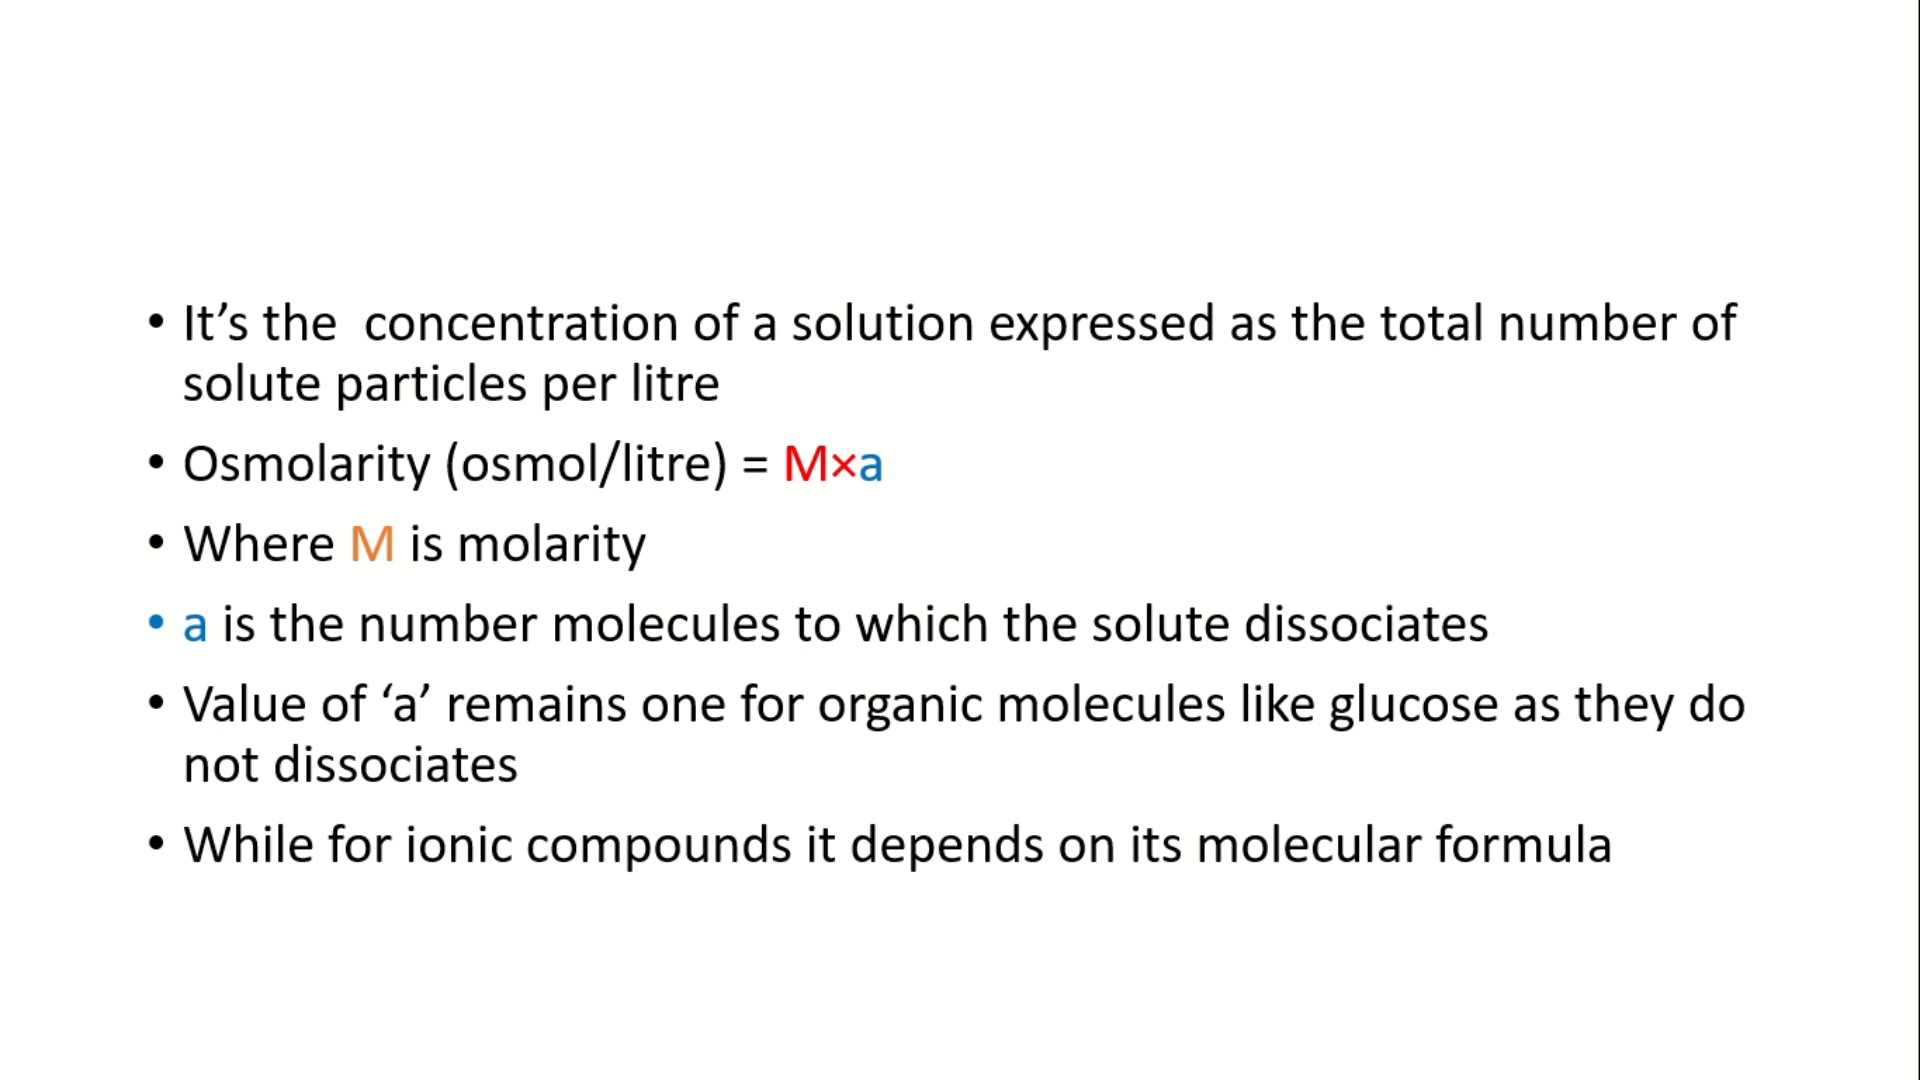 • It’s the  concentration of a solution expressed as the total number of
solute particles per litre
• Osmolarity (osmol/litre) = M×a
• Where M is molarity
• a is the number molecules to which the solute dissociates
• Value of ‘a’ remains one for organic molecules like glucose as they do
not dissociates
• While for ionic compounds it depends on its molecular formula